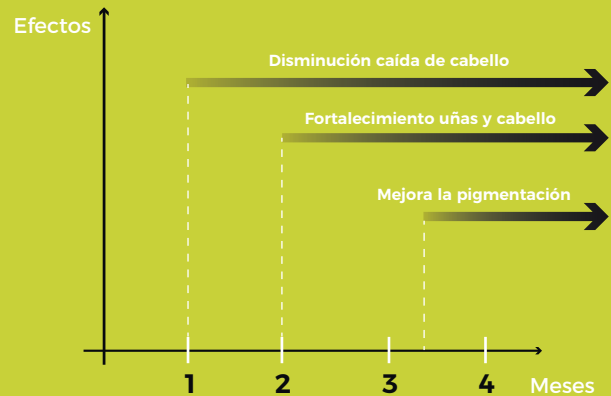 Efectos
Disminución caída de cabello
Fortalecimiento uñas y cabello
Mejora la pigmentación
1 2 3 4 Meses